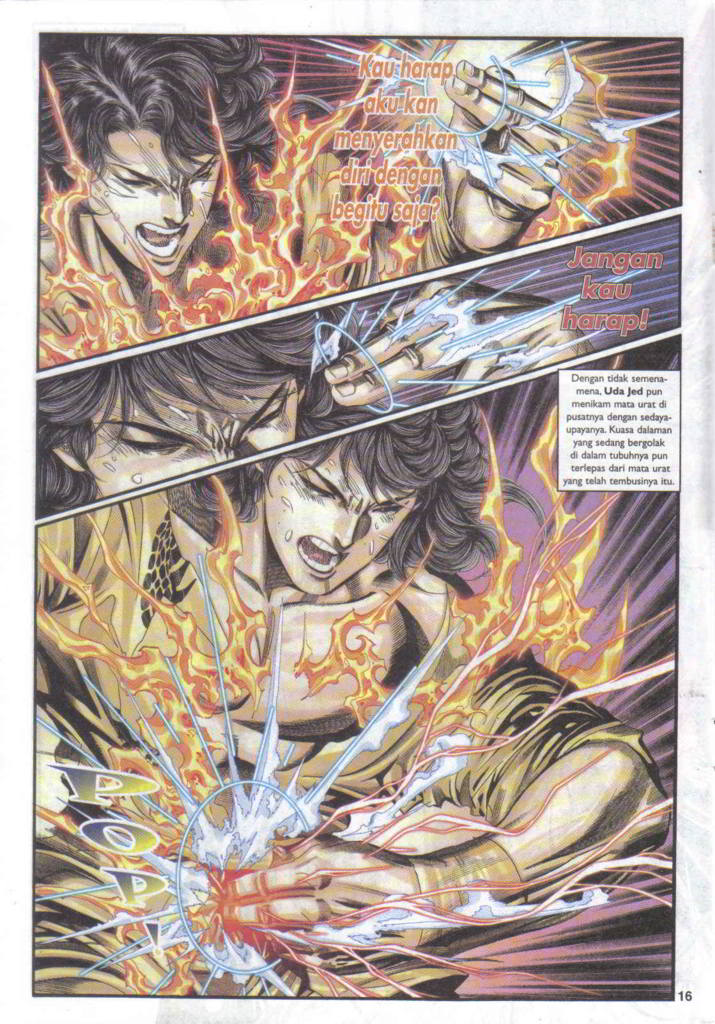 Kau harap
aku kan
menyerahkan
diri dengan
begitu saja?
Jangan
kau
harap!
Dengan tidak semena-
mena, Uda Jed pun
menikam mata urat di
pusatnya dengan sedaya-
upayanya. Kuasa dalaman
yang sedang bergolak
di dalam tubuhnya pun
terlepas dari mata urat
yang telah tembusinya itu.
POP!
16